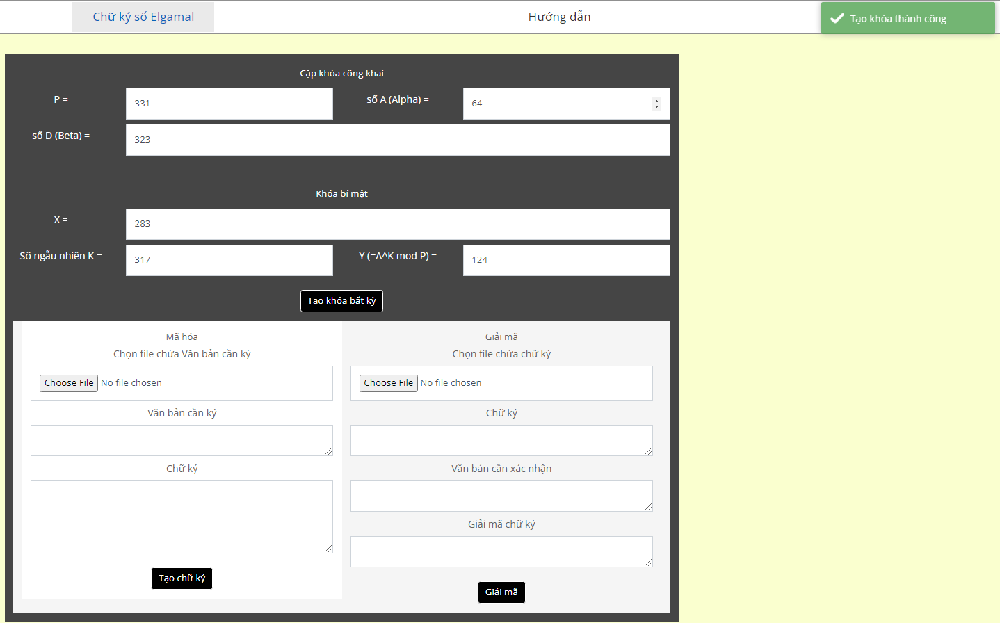 Chữ ký số Elgamal
Hướng dẫn
Tạo khóa thành công
Cặp khóa công khai
P =
331
số A (Alpha) =
64
số D (Beta) =
323
Khóa bí mật
X =
283
Số ngẫu nhiên K =
317
Y (=A^K mod P) =
124
Tạo khóa bất kỳ
Mã hóa
Chọn file chứa Văn bản cần ký
Choose File No file chosen
Văn bản cần ký
Chữ ký
Tạo chữ ký
Giải mã
Chọn file chứa chữ ký
Choose File No file chosen
Chữ ký
Văn bản cần xác nhận
Giải mã chữ ký
Giải mã